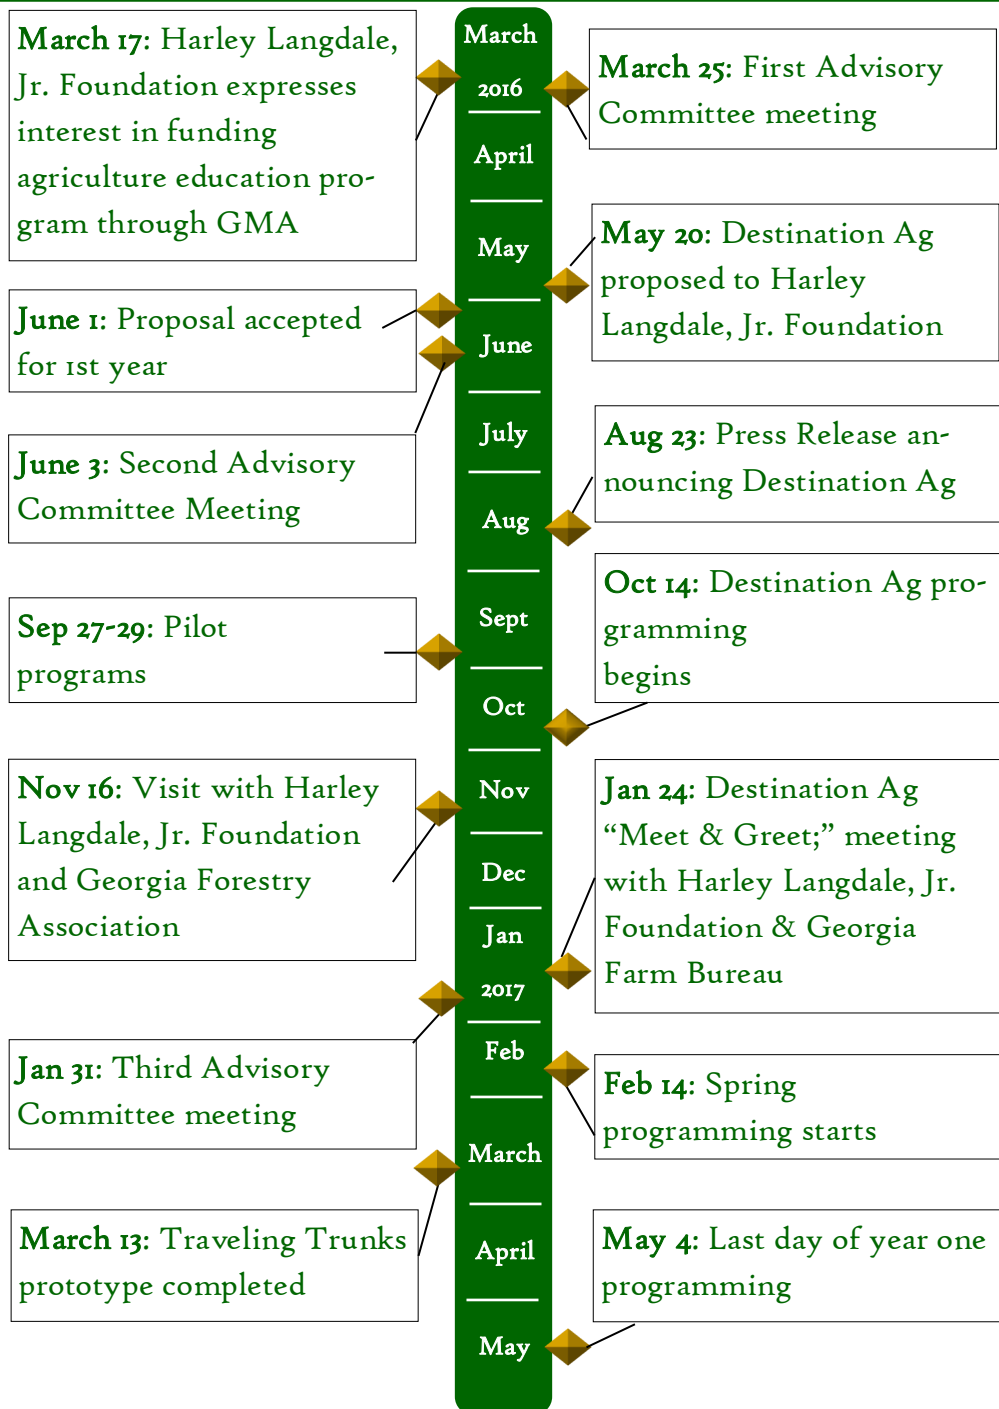 March 17: Harley Langdale,
Jr. Foundation expresses
interest in funding
agriculture education pro-
gram through GMA
March
2016
March 25: First Advisory
Committee meeting
April
May
May 20: Destination Ag
proposed to Harley
Langdale, Jr. Foundation
June 1: Proposal accepted
for 1st year
June
June 3: Second Advisory
Committee Meeting
July
Aug 23: Press Release an-
nouncing Destination Ag
Aug
Sep 27-29: Pilot
programs
Sept
Oct 14: Destination Ag pro-
gramming
begins
Oct
Nov 16: Visit with Harley
Langdale, Jr. Foundation
and Georgia Forestry
Association
Nov
Dec
Jan
2017
Jan 24: Destination Ag
“Meet & Greet;” meeting
with Harley Langdale, Jr.
Foundation & Georgia
Farm Bureau
Jan 31: Third Advisory
Committee meeting
Feb
Feb 14: Spring
programming starts
March
March 13: Traveling Trunks
prototype completed
April
May 4: Last day of year one
programming
May